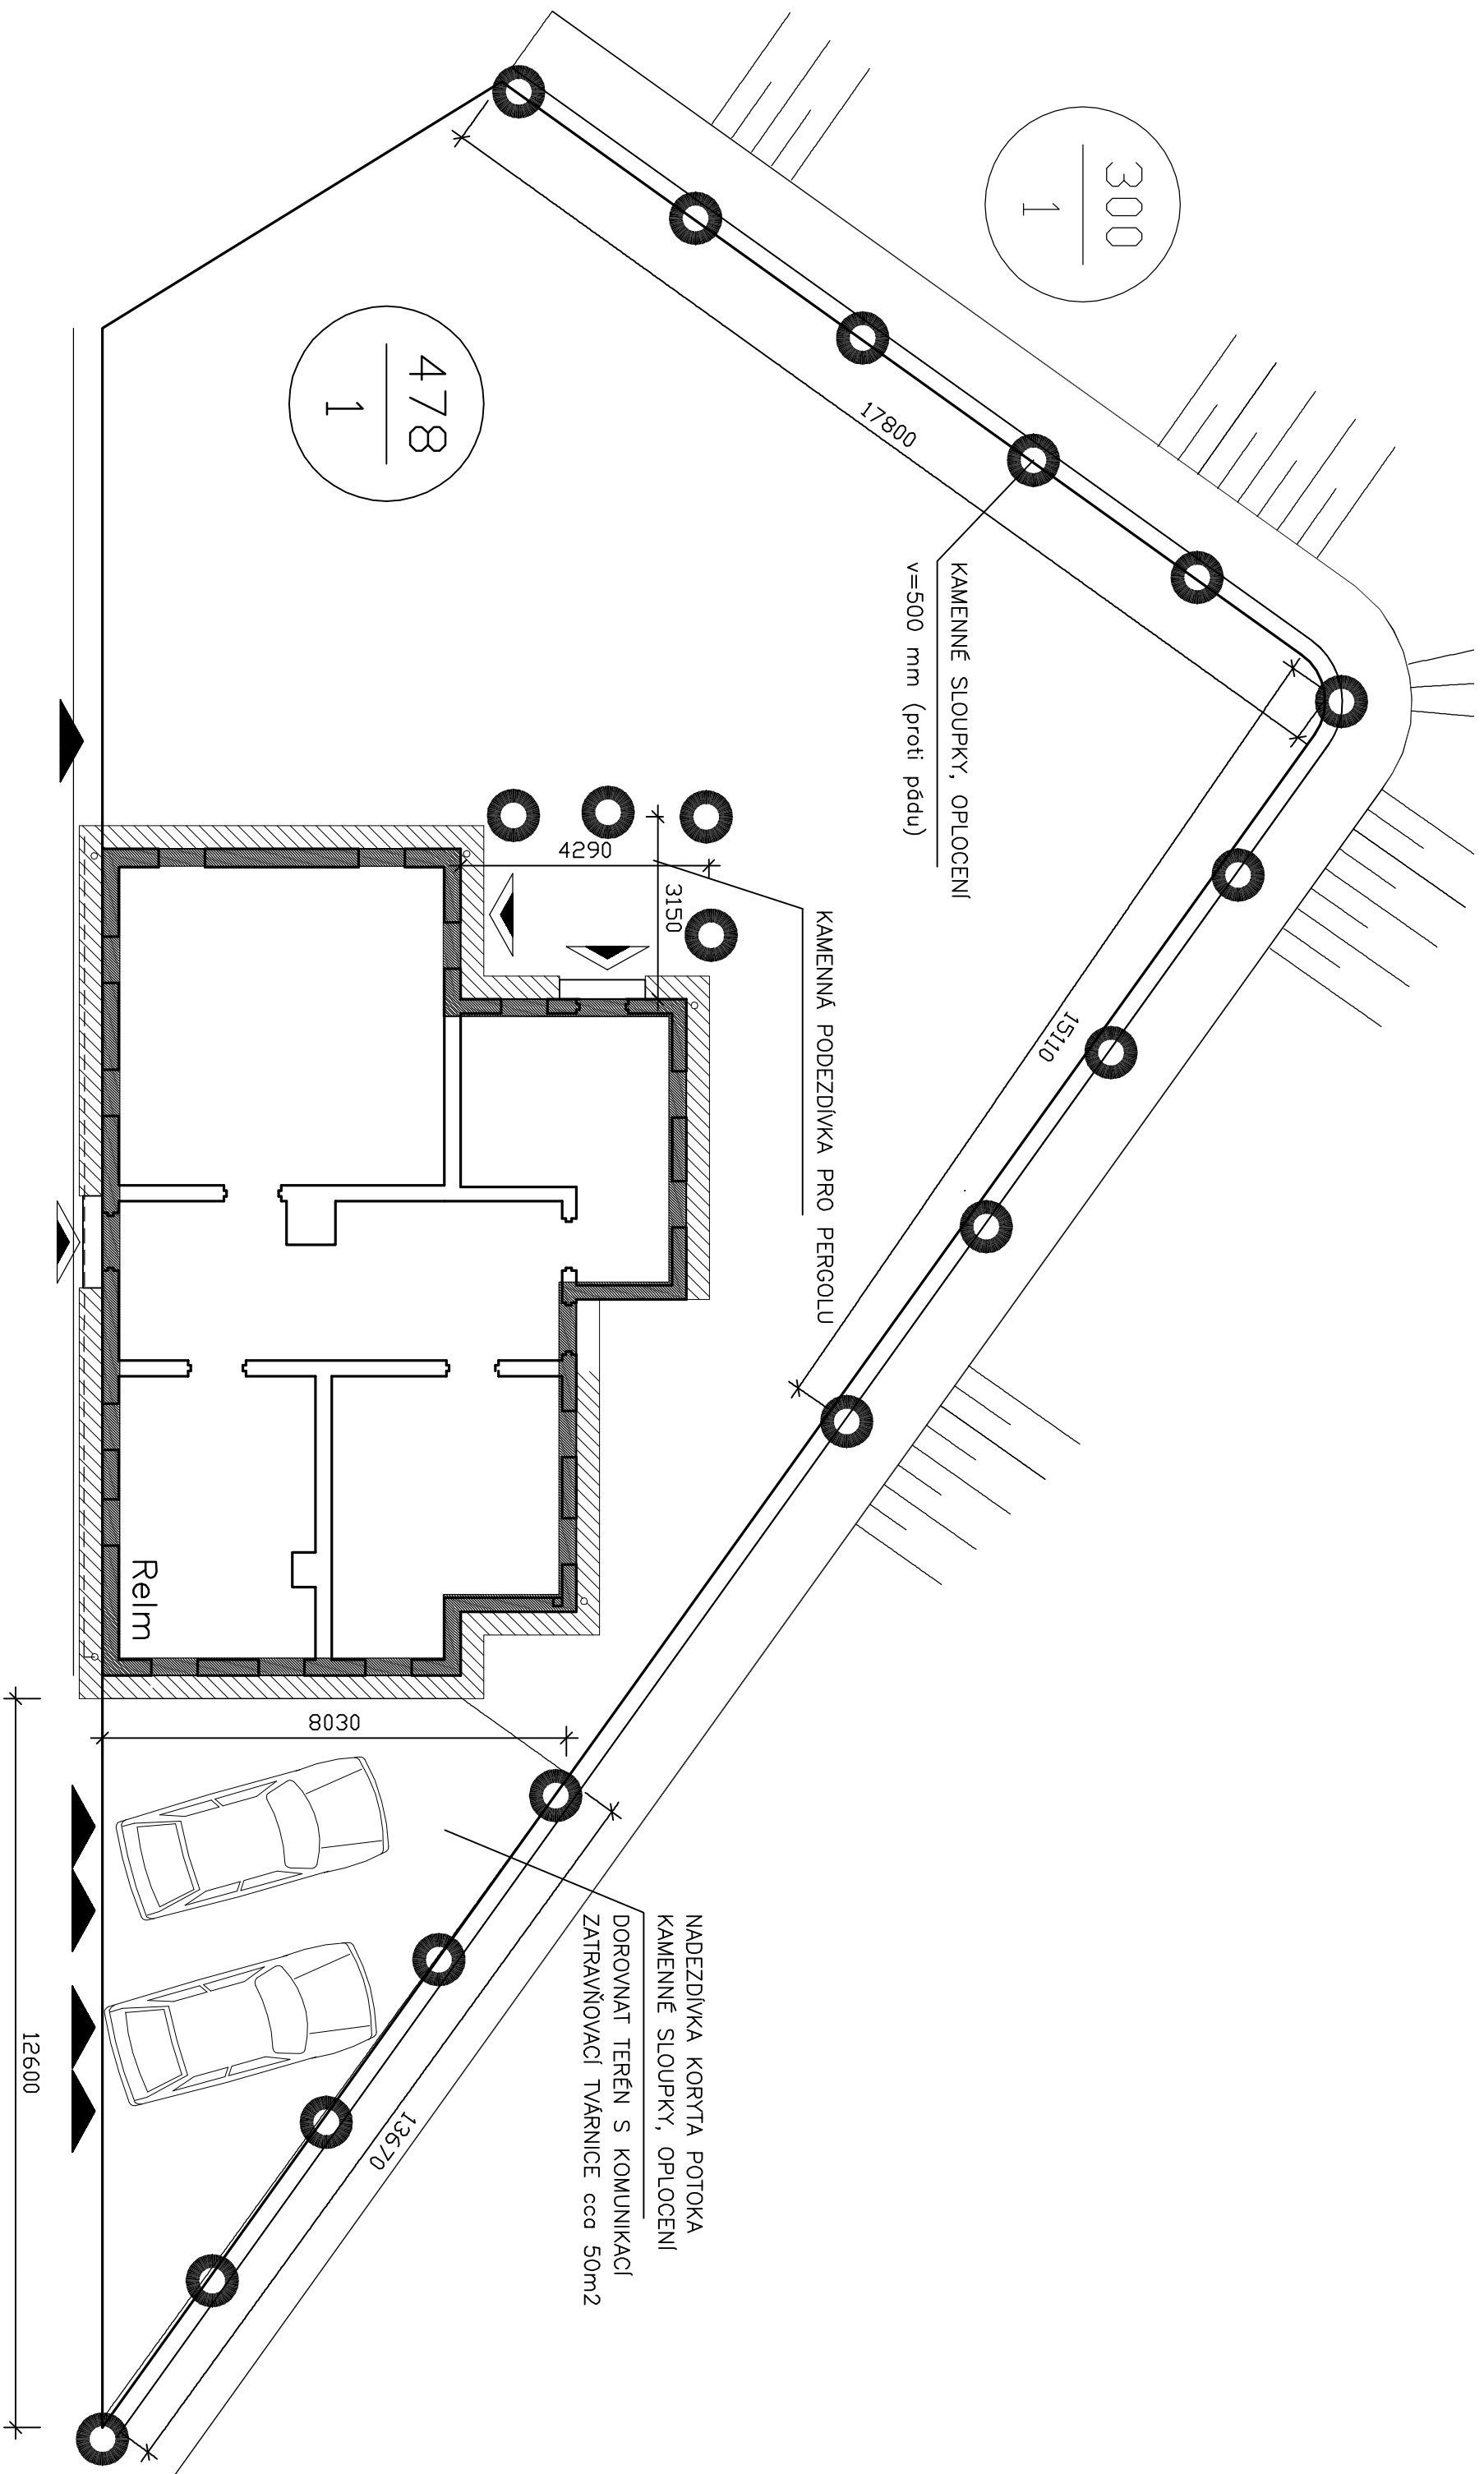 300
1
478
1
17800
KAMENNÉ SLOUPKY, OPLOCENÍ
v=500 mm (proti pádu)
4290
3150
KAMENNÁ PODEZDÍVKA PRO PERGOLU
15110
Relm
8030
NADEZDÍVKA KORYTA POTOKA
KAMENNÉ SLOUPKY, OPLOCENÍ
DOROVNAT TERÉN S KOMUNIKACÍ
ZATRAVŇOVACÍ TVÁRNICE cca 50m2
13670
12600